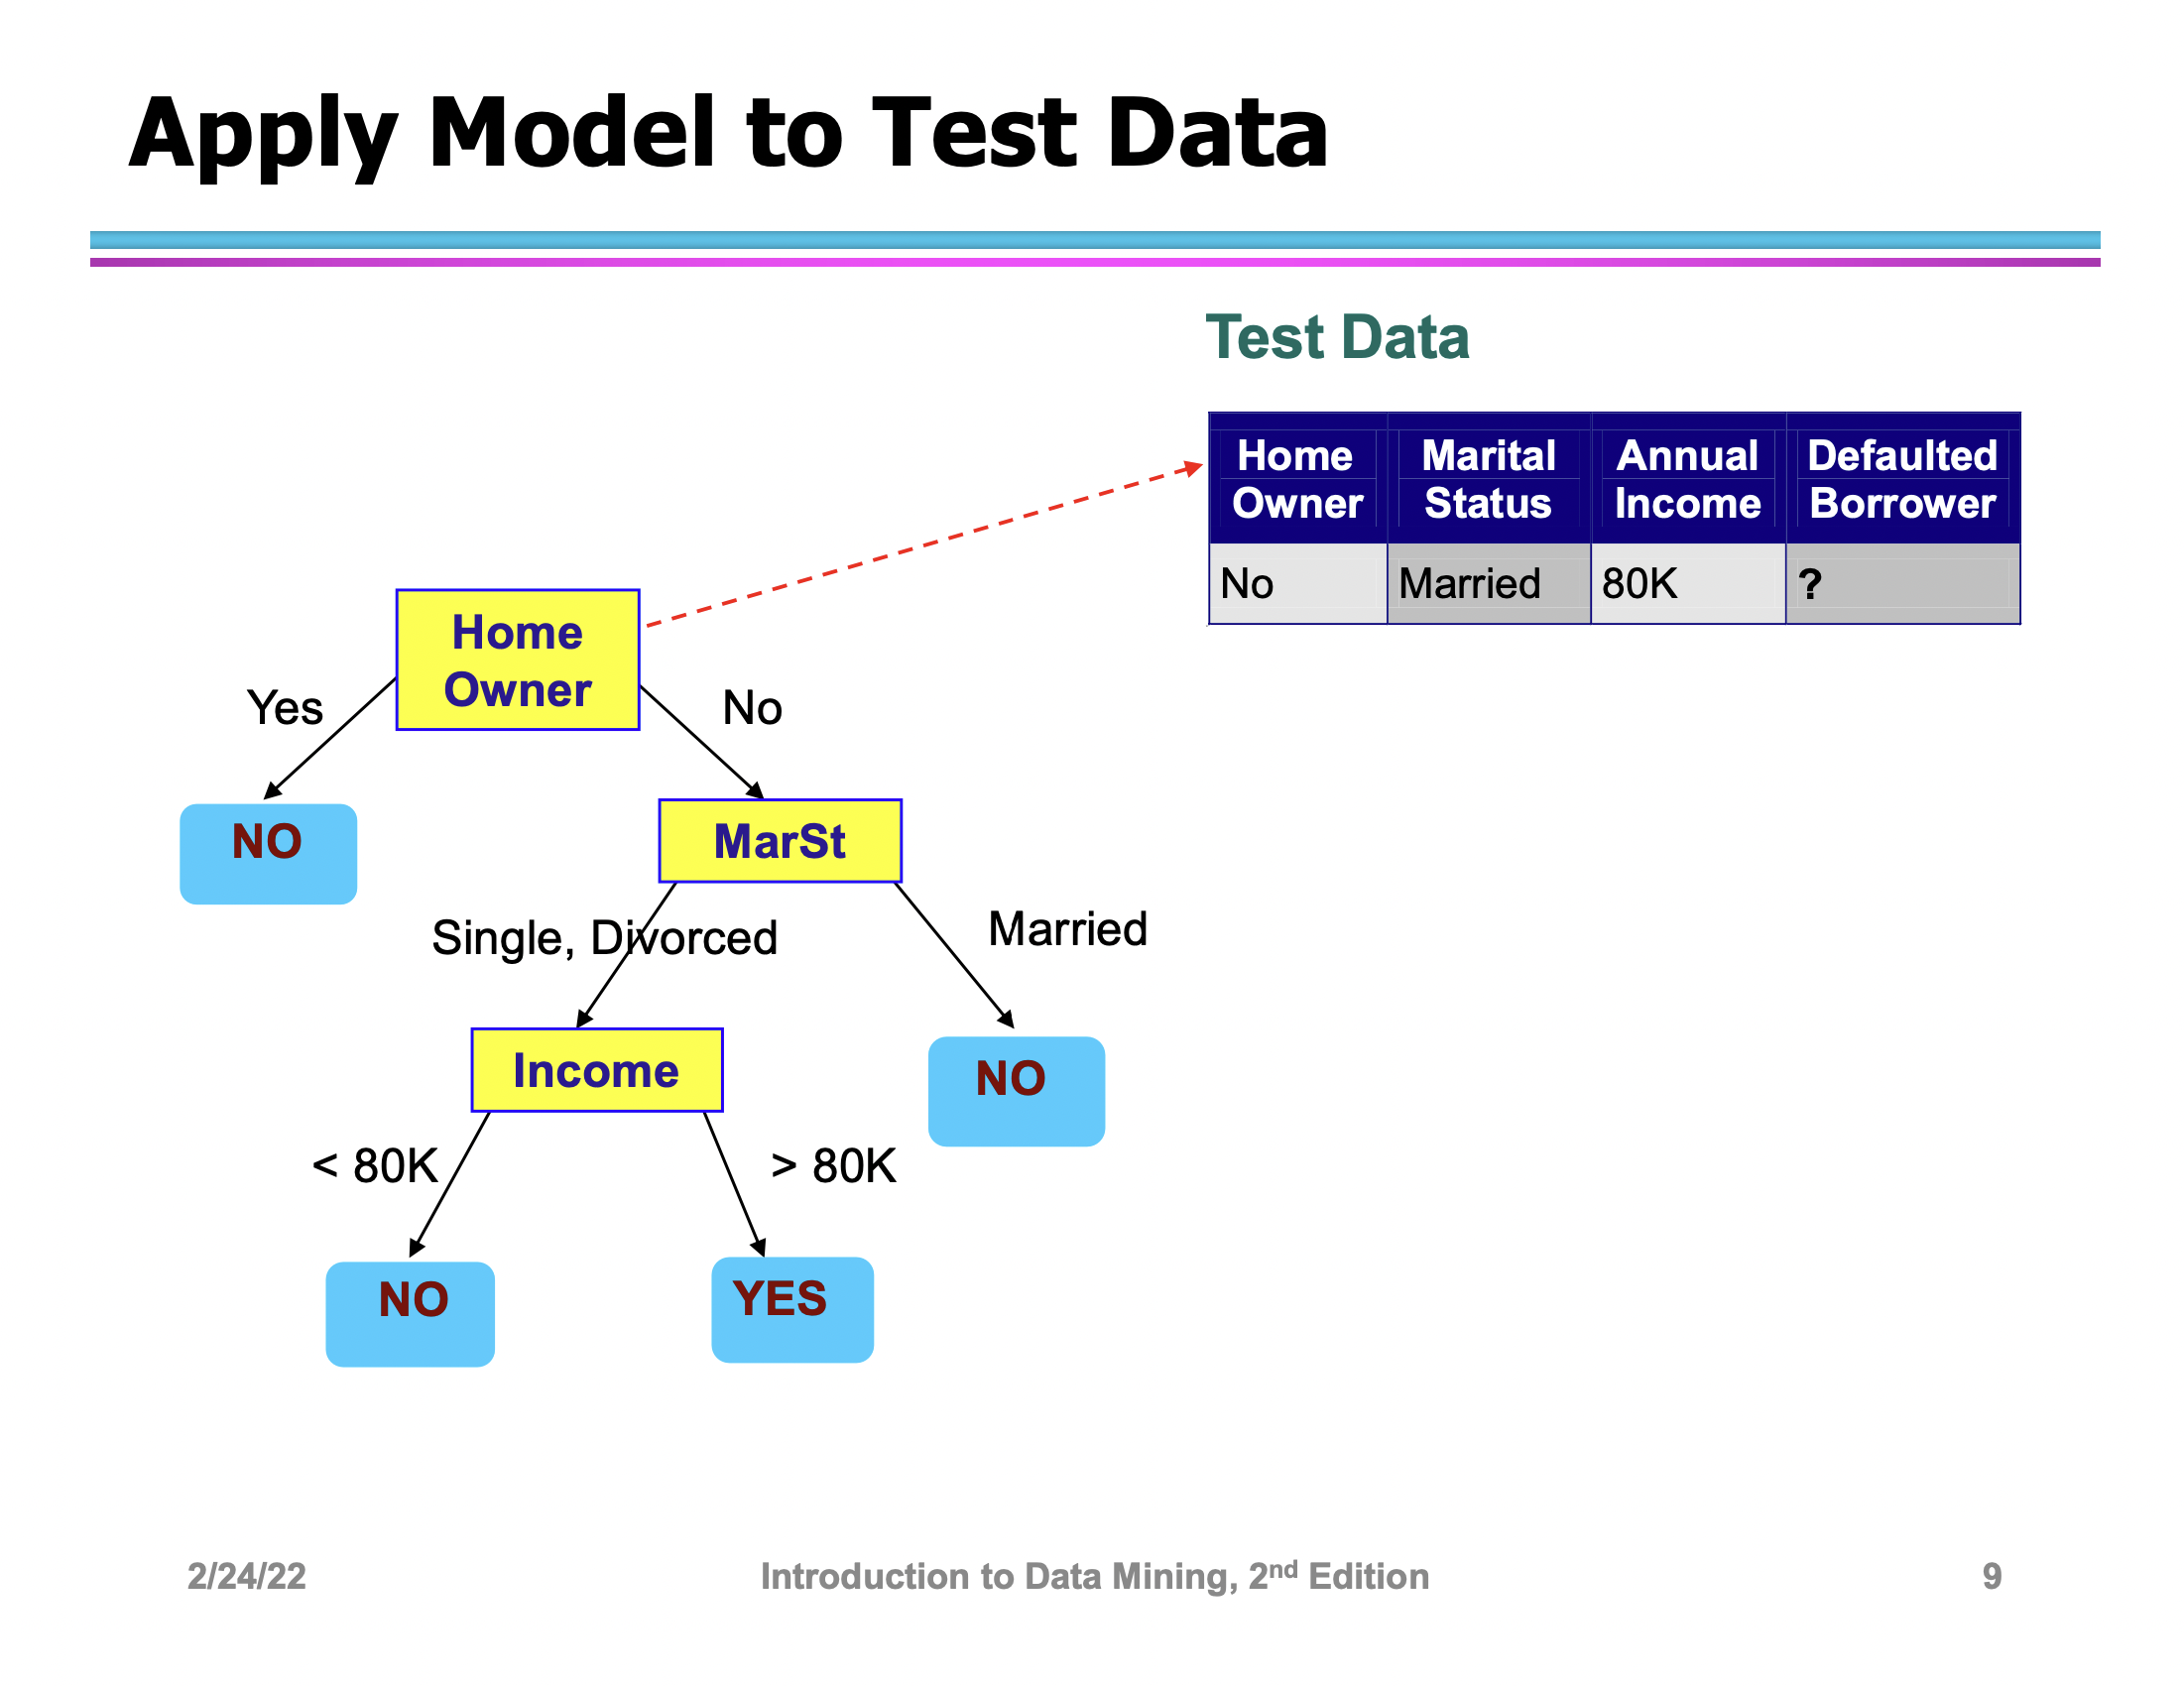 Apply Model to Test Data
Test Data
Home Owner
Marital Status
Annual Income
Defaulted Borrower
No
Married
80K
?
Home
Owner
Yes
No
NO
MarSt
Single, Divorced
Married
Income
NO
< 80K
> 80K
NO
YES
2/24/22
Introduction to Data Mining, 2nd Edition
9